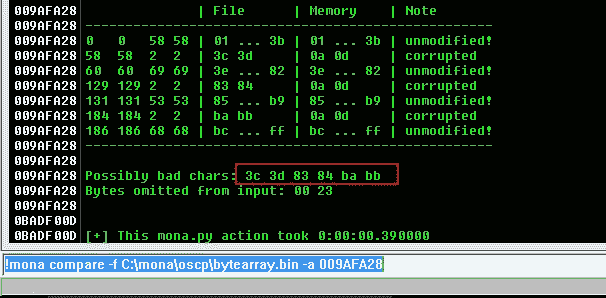 009AFA28 | File | Memory | Note
009AFA28 -----------------------------------------------------
009AFA28 0 0 58 58 | 01 ... 3b | 01 ... 3b | unmodified!
009AFA28 58 58 2 2 | 3c 3d | 0a 0d | corrupted
009AFA28 60 60 69 69 | 3e ... 82 | 3e ... 82 | unmodified!
009AFA28 129 129 2 2 | 83 84 | 0a 0d | corrupted
009AFA28 131 131 53 53 | 85 ... b9 | 85 ... b9 | unmodified!
009AFA28 184 184 2 2 | ba bb | 0a 0d | corrupted
009AFA28 186 186 68 68 | bc ... ff | bc ... ff | unmodified!
009AFA28 -----------------------------------------------------
009AFA28
009AFA28 Possibly bad chars: 3c 3d 83 84 ba bb
009AFA28 Bytes omitted from input: 00 23
009AFA28
0BADF00D
0BADF00D [+] This mona.py action took 0:00:00.390000
!mona compare -f C:\mona\oscp\bytearray.bin -a 009AFA28